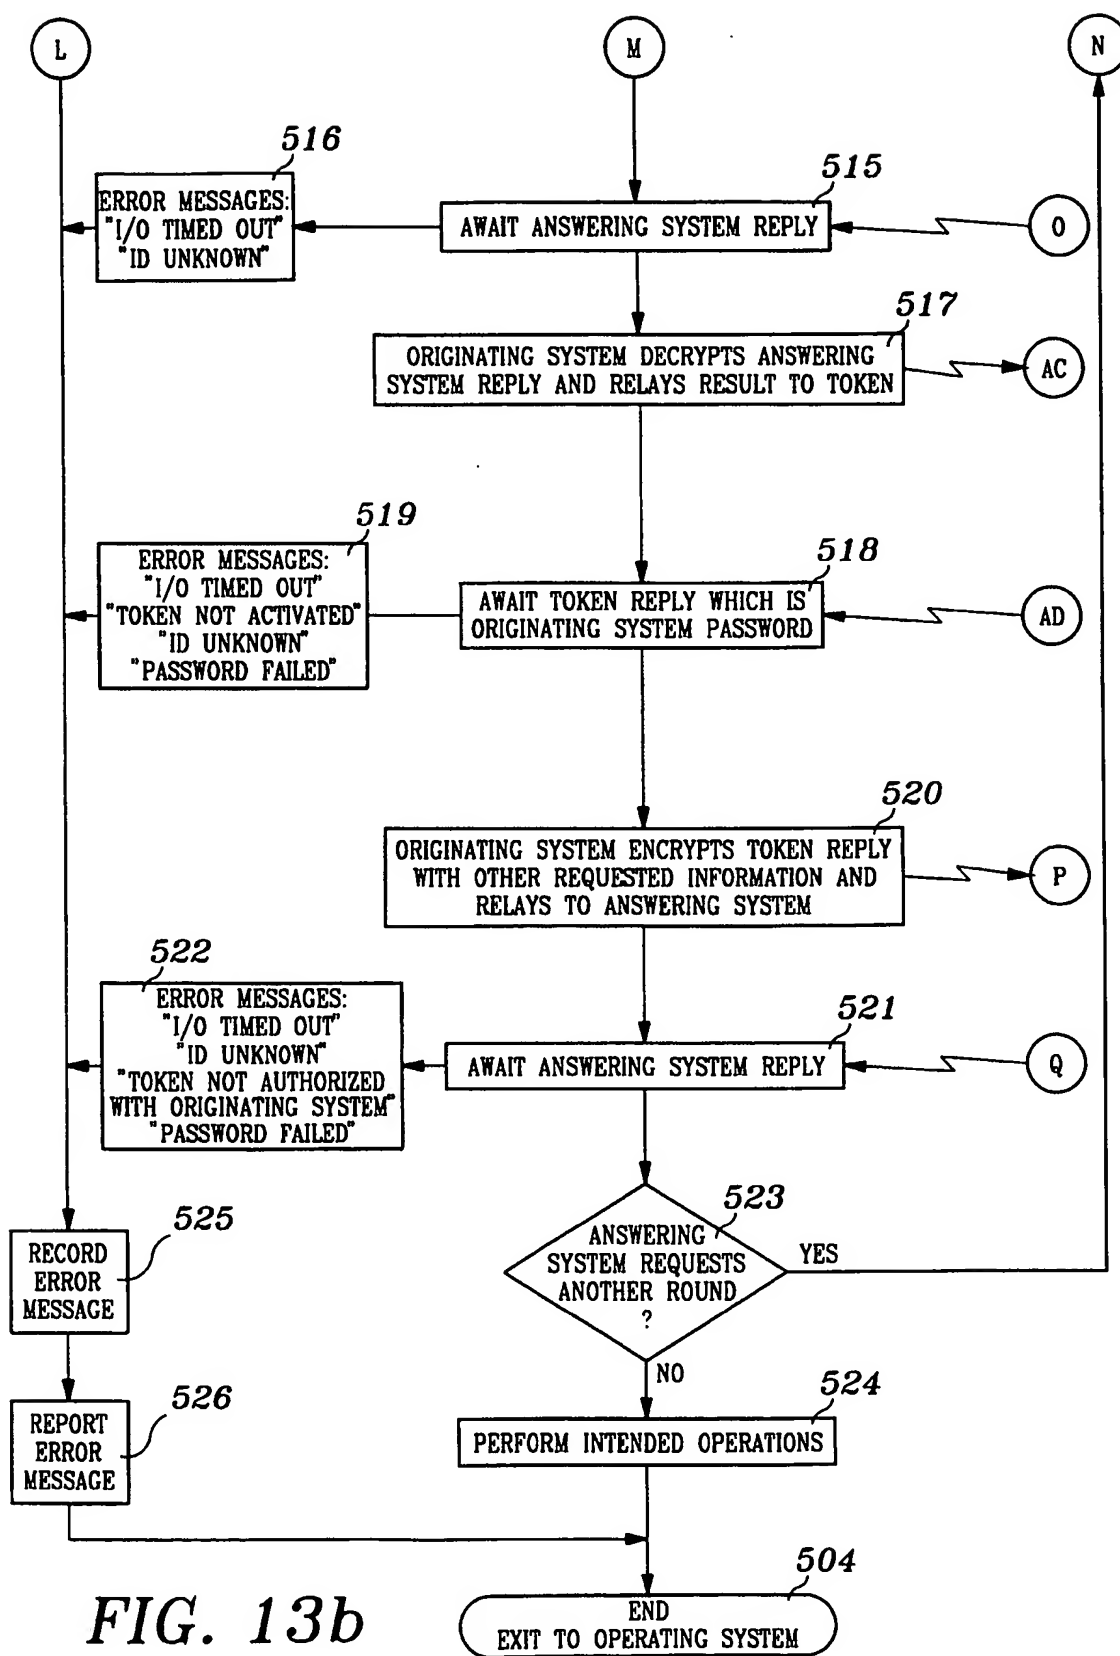 L
M
N
516
ERROR MESSAGES:
"I/O TIMED OUT"
"ID UNKNOWN"
515
AWAIT ANSWERING SYSTEM REPLY
O
517
ORIGINATING SYSTEM DECRYPTS ANSWERING
SYSTEM REPLY AND RELAYS RESULT TO TOKEN
AC
519
ERROR MESSAGES:
"I/O TIMED OUT"
"TOKEN NOT ACTIVATED"
"ID UNKNOWN"
"PASSWORD FAILED"
518
AWAIT TOKEN REPLY WHICH IS
ORIGINATING SYSTEM PASSWORD
AD
520
ORIGINATING SYSTEM ENCRYPTS TOKEN REPLY
WITH OTHER REQUESTED INFORMATION AND
RELAYS TO ANSWERING SYSTEM
P
522
ERROR MESSAGES:
"I/O TIMED OUT"
"ID UNKNOWN"
"TOKEN NOT AUTHORIZED
WITH ORIGINATING SYSTEM"
"PASSWORD FAILED"
521
AWAIT ANSWERING SYSTEM REPLY
Q
523
ANSWERING
SYSTEM REQUESTS
ANOTHER ROUND
?
YES
NO
525
RECORD
ERROR
MESSAGE
526
REPORT
ERROR
MESSAGE
524
PERFORM INTENDED OPERATIONS
504
END
EXIT TO OPERATING SYSTEM
FIG. 13b